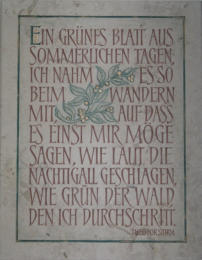 EIN GRÜNES BLATT AUS
SOMMERLICHEN TAGEN;
ICH NAHM ES SO
BEIM WANDERN
MIT, AUF DASS
ES EINST MIR MÖGE
SAGEN, WIE LAUT DIE
NACHTIGALL GESCHLAGEN,
WIE GRÜN DER WALD
DEN ICH DURCHSCHRITT.
THEODOR STORM